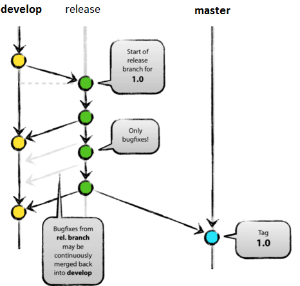 develop
release
master
Start of
release
branch for
1.0
Only
bugfixes!
Bugfixes from
rel. branch
may be
continuously
merged back
into develop
Tag
1.0